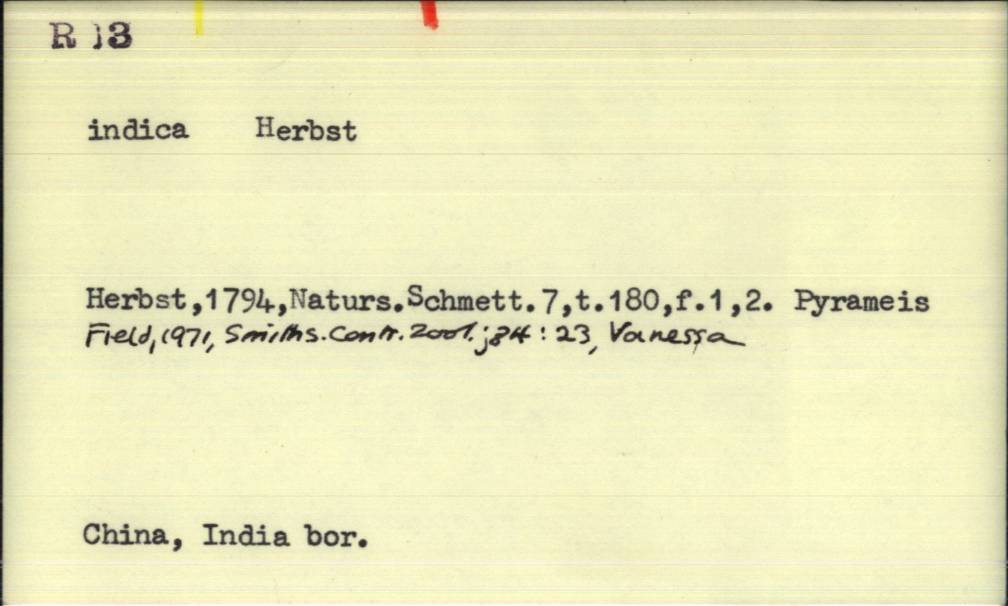 R 13
indica Herbst
Herbst,1794,Naturs.Schmett.7,t.180,f.1,2. Pyrameis
Field, 1971, Smiths. Contr. Zool.; 84 : 23, Vanessa
China, India bor.